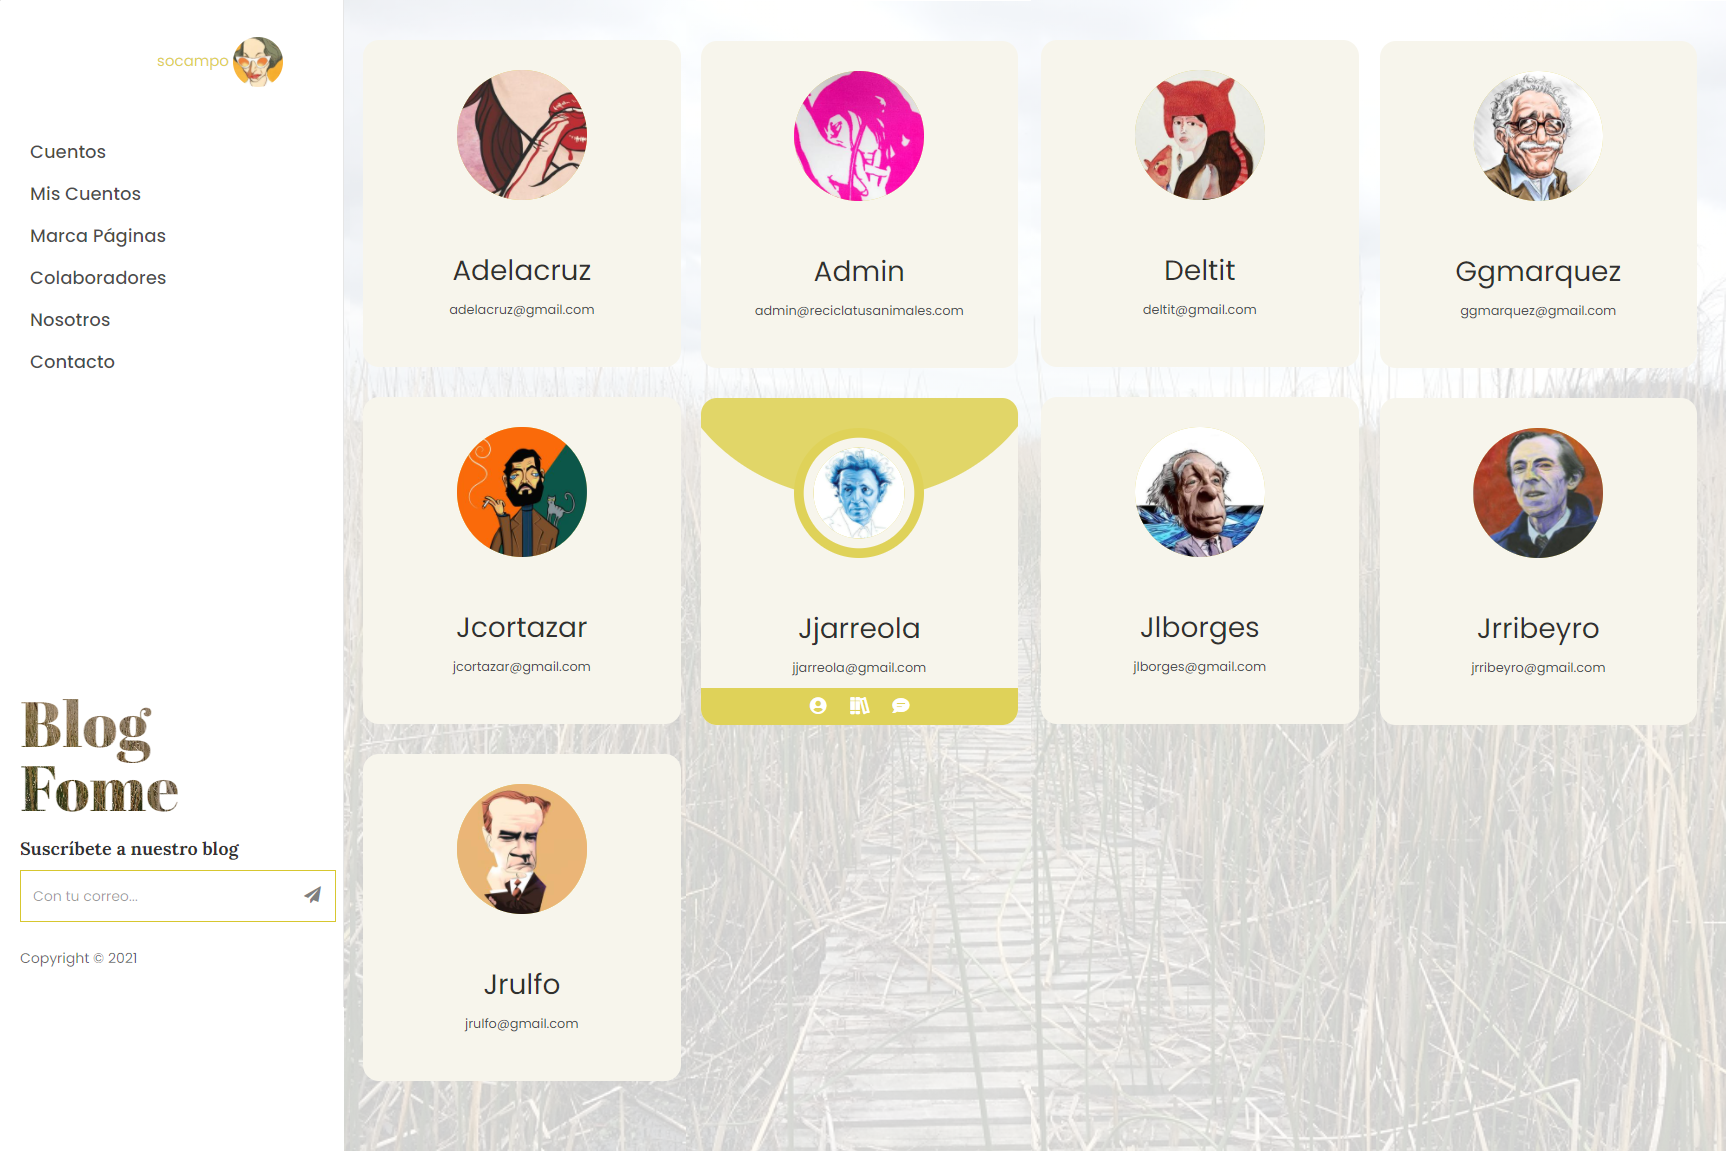 socampo
Cuentos
Mis Cuentos
Marca Páginas
Colaboradores
Nosotros
Contacto
Blog
Fome
Suscríbete a nuestro blog
Con tu correo...
Copyright © 2021
Adelacruz
adelacruz@gmail.com
Admin
admin@reciclatusanimales.com
Deltit
deltit@gmail.com
Ggmarquez
ggmarquez@gmail.com
Jcortazar
jcortazar@gmail.com
Jjarreola
jjarreola@gmail.com
Jlborges
jlborges@gmail.com
Jrribeyro
jrribeyro@gmail.com
Jrulfo
jrulfo@gmail.com